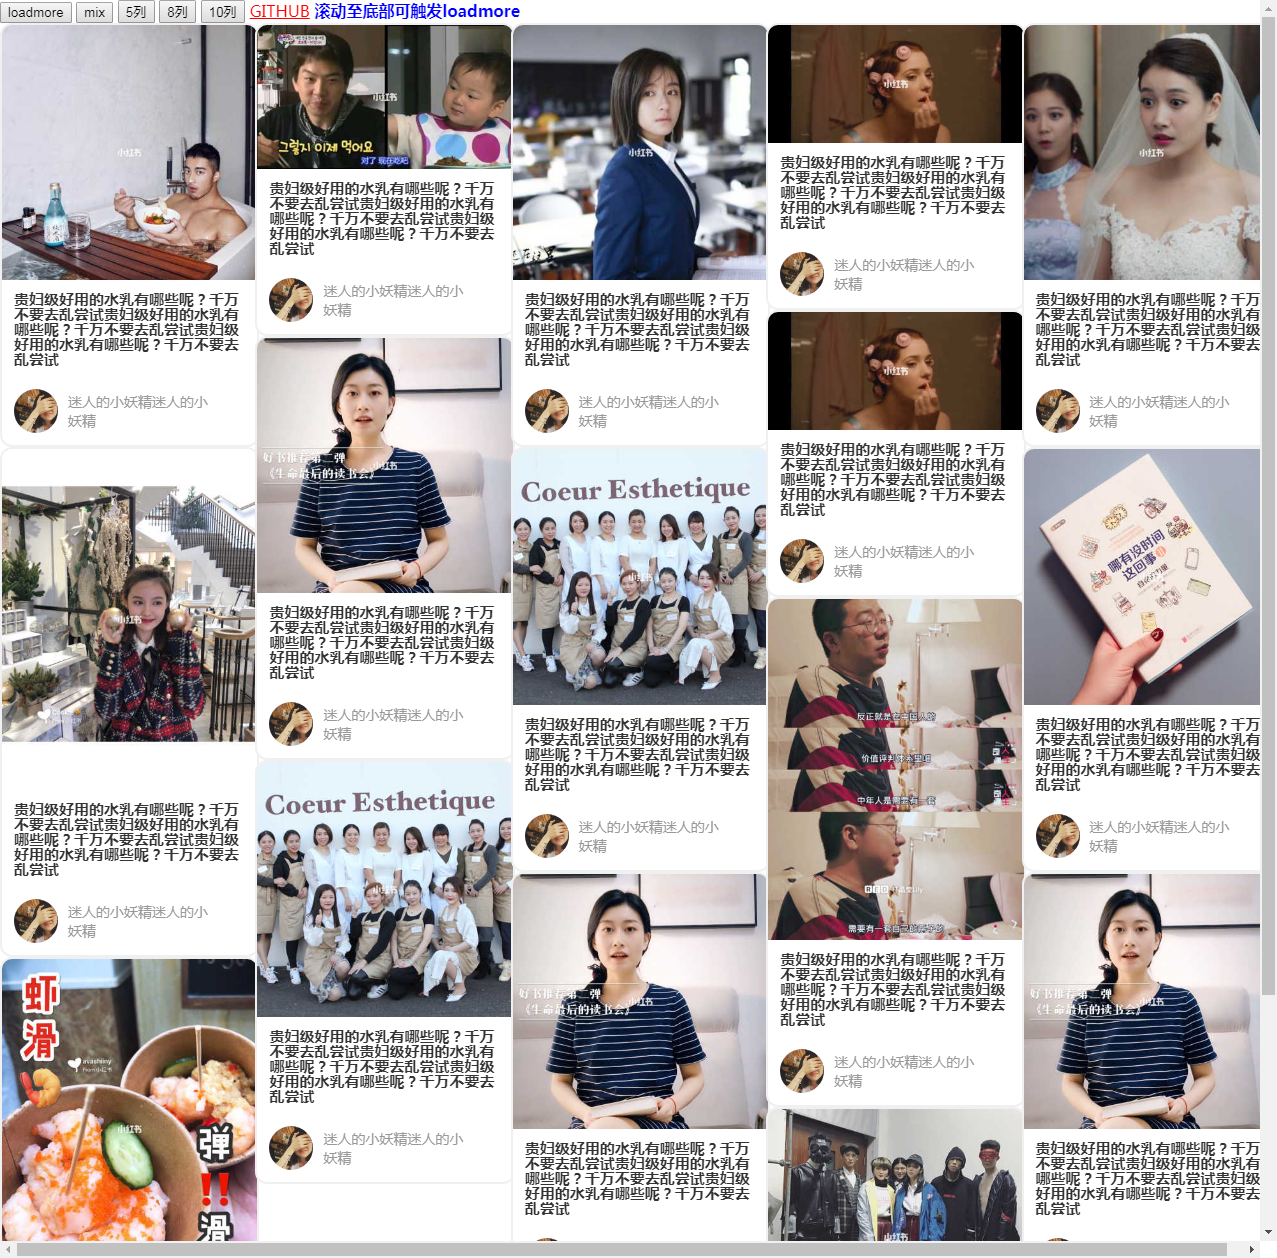 loadmore mix 5列 8列 10列 GITHUB 滚动至底部可触发loadmore
小红书
贵妇级好用的水乳有哪些呢？千万
不要去乱尝试贵妇级好用的水乳有
哪些呢？千万不要去乱尝试贵妇级
好用的水乳有哪些呢？千万不要去
乱尝试
迷人的小妖精迷人的小
妖精
小红书
贵妇级好用的水乳有哪些呢？千万
不要去乱尝试贵妇级好用的水乳有
哪些呢？千万不要去乱尝试贵妇级
好用的水乳有哪些呢？千万不要去
乱尝试
迷人的小妖精迷人的小
妖精
虾
滑
avashiny
From 小红书
小红书
弹
!!
滑
小红书
그렇지 이제 먹어요
对了 现在吃吧
贵妇级好用的水乳有哪些呢？千万
不要去乱尝试贵妇级好用的水乳有
哪些呢？千万不要去乱尝试贵妇级
好用的水乳有哪些呢？千万不要去
乱尝试
迷人的小妖精迷人的小
妖精
好书推荐第二弹
《生命最后的读书会》
小红书
贵妇级好用的水乳有哪些呢？千万
不要去乱尝试贵妇级好用的水乳有
哪些呢？千万不要去乱尝试贵妇级
好用的水乳有哪些呢？千万不要去
乱尝试
迷人的小妖精迷人的小
妖精
Coeur Esthetique
小红书
贵妇级好用的水乳有哪些呢？千万
不要去乱尝试贵妇级好用的水乳有
哪些呢？千万不要去乱尝试贵妇级
好用的水乳有哪些呢？千万不要去
乱尝试
迷人的小妖精迷人的小
妖精
小红书
贵妇级好用的水乳有哪些呢？千万
不要去乱尝试贵妇级好用的水乳有
哪些呢？千万不要去乱尝试贵妇级
好用的水乳有哪些呢？千万不要去
乱尝试
迷人的小妖精迷人的小
妖精
Coeur Esthetique
小红书
贵妇级好用的水乳有哪些呢？千万
不要去乱尝试贵妇级好用的水乳有
哪些呢？千万不要去乱尝试贵妇级
好用的水乳有哪些呢？千万不要去
乱尝试
迷人的小妖精迷人的小
妖精
好书推荐第二弹
《生命最后的读书会》
小红书
贵妇级好用的水乳有哪些呢？千万
不要去乱尝试贵妇级好用的水乳有
哪些呢？千万不要去乱尝试贵妇级
好用的水乳有哪些呢？千万不要去
乱尝试
小红书
贵妇级好用的水乳有哪些呢？千万
不要去乱尝试贵妇级好用的水乳有
哪些呢？千万不要去乱尝试贵妇级
好用的水乳有哪些呢？千万不要去
乱尝试
迷人的小妖精迷人的小
妖精
小红书
贵妇级好用的水乳有哪些呢？千万
不要去乱尝试贵妇级好用的水乳有
哪些呢？千万不要去乱尝试贵妇级
好用的水乳有哪些呢？千万不要去
乱尝试
迷人的小妖精迷人的小
妖精
反正就是在中国人的
价值评判体系里噢
中年人是需要有一套
需要有一套自己的哲学的
贵妇级好用的水乳有哪些呢？千万
不要去乱尝试贵妇级好用的水乳有
哪些呢？千万不要去乱尝试贵妇级
好用的水乳有哪些呢？千万不要去
乱尝试
迷人的小妖精迷人的小
妖精
小红书
小红书
贵妇级好用的水乳有哪些呢？千万
不要去乱尝试贵妇级好用的水乳有
哪些呢？千万不要去乱尝试贵妇级
好用的水乳有哪些呢？千万不要去
乱尝试
迷人的小妖精迷人的小
妖精
哪有没时间
这回事
贵妇级好用的水乳有哪些呢？千万
不要去乱尝试贵妇级好用的水乳有
哪些呢？千万不要去乱尝试贵妇级
好用的水乳有哪些呢？千万不要去
乱尝试
迷人的小妖精迷人的小
妖精
好书推荐第二弹
《生命最后的读书会》
小红书
贵妇级好用的水乳有哪些呢？千万
不要去乱尝试贵妇级好用的水乳有
哪些呢？千万不要去乱尝试贵妇级
好用的水乳有哪些呢？千万不要去
乱尝试